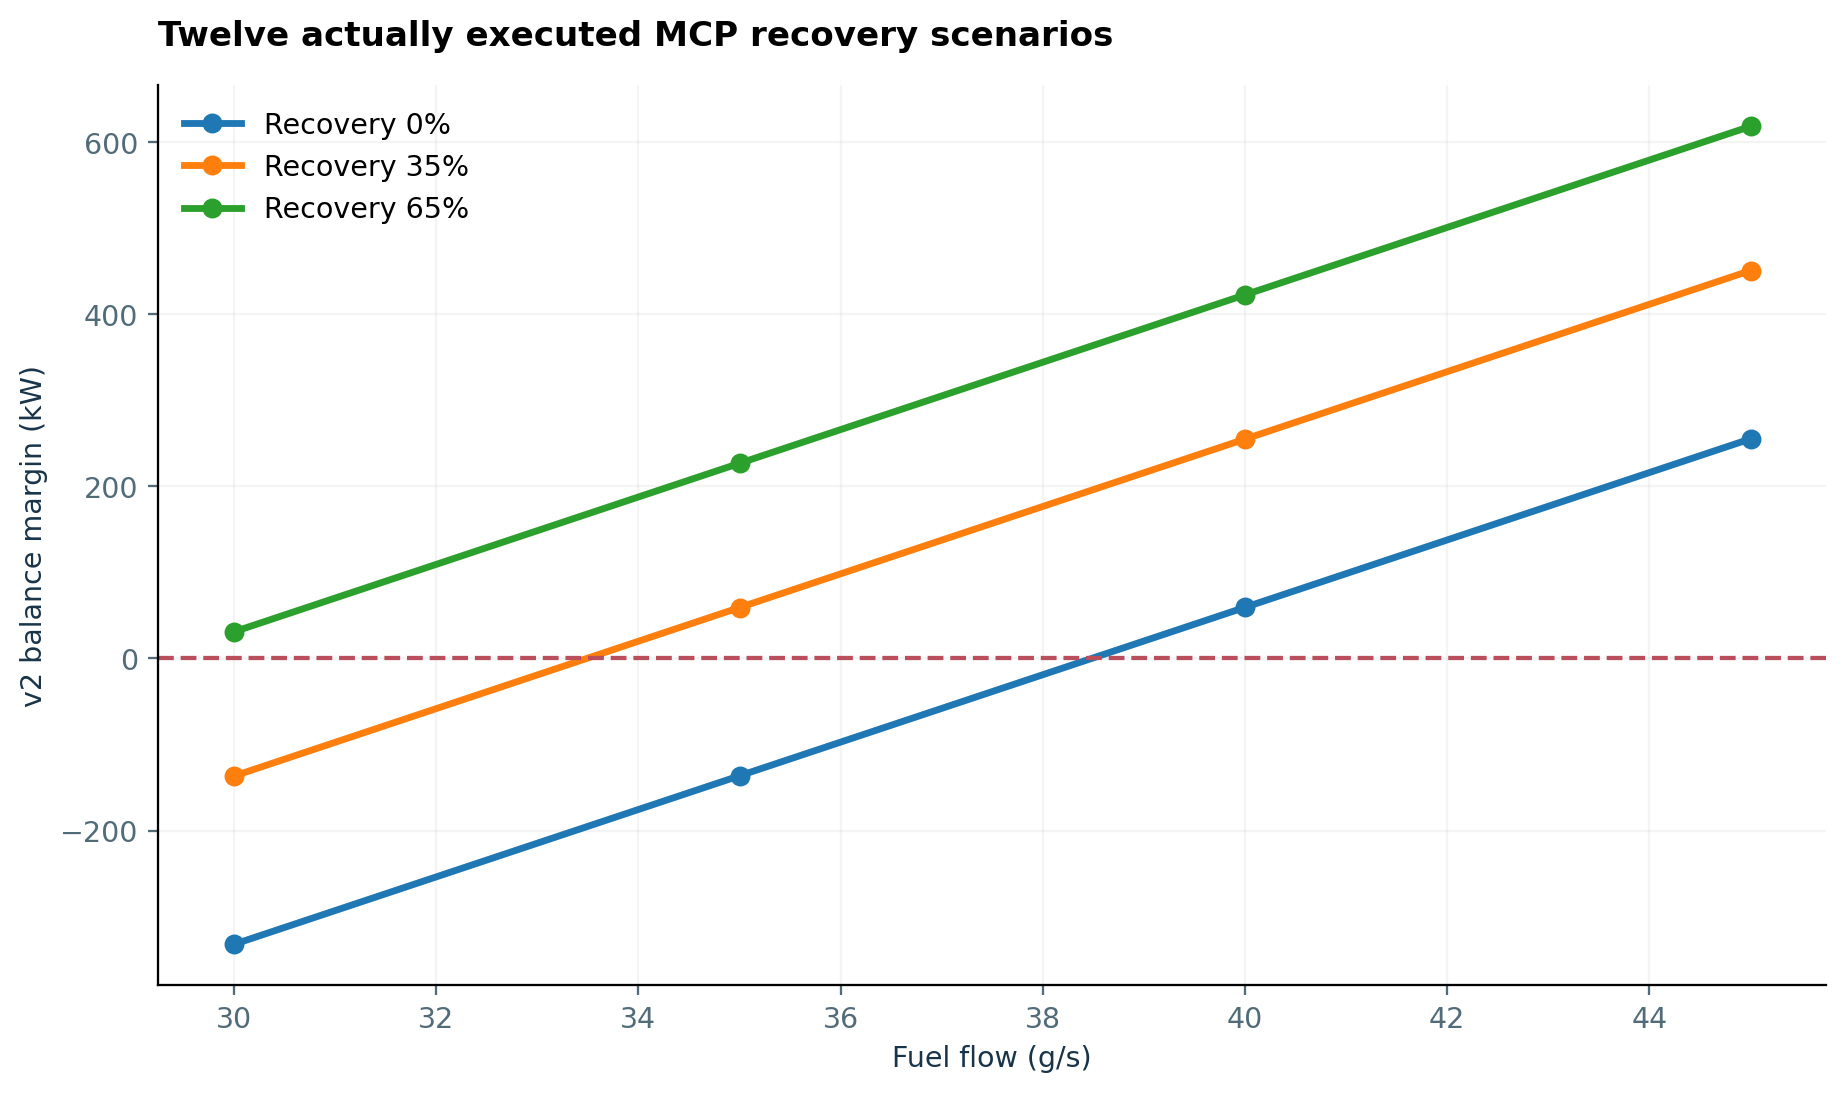 Twelve actually executed MCP recovery scenarios
Recovery 0%
Recovery 35%
Recovery 65%
600
400
200
0
−200
v2 balance margin (kW)
30 32 34 36 38 40 42 44
Fuel flow (g/s)